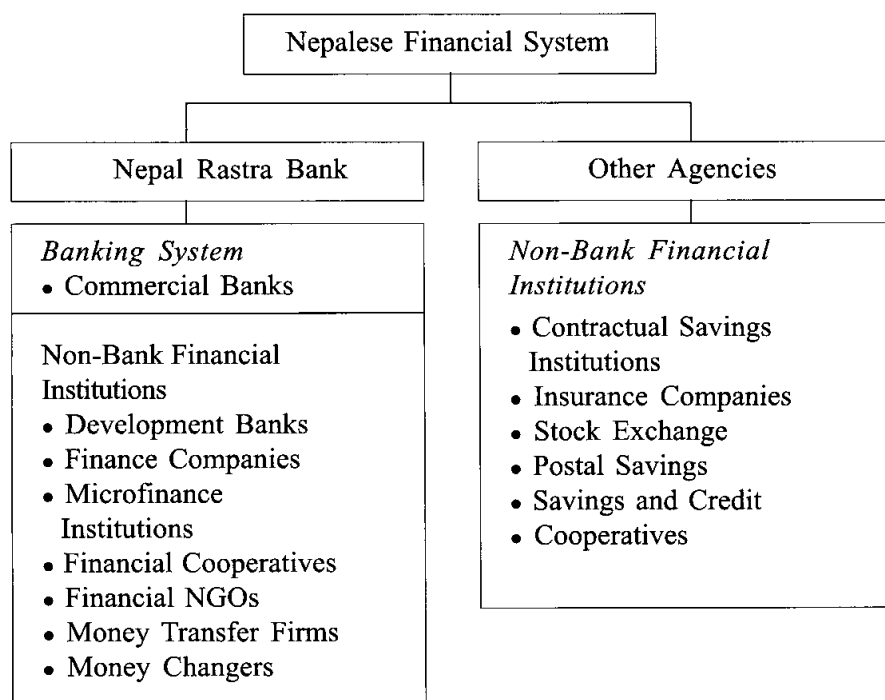 Nepalese Financial System
Nepal Rastra Bank
Banking System
• Commercial Banks
Non-Bank Financial
Institutions
• Development Banks
• Finance Companies
• Microfinance
Institutions
• Financial Cooperatives
• Financial NGOs
• Money Transfer Firms
• Money Changers
Other Agencies
Non-Bank Financial
Institutions
• Contractual Savings
Institutions
• Insurance Companies
• Stock Exchange
• Postal Savings
• Savings and Credit
• Cooperatives